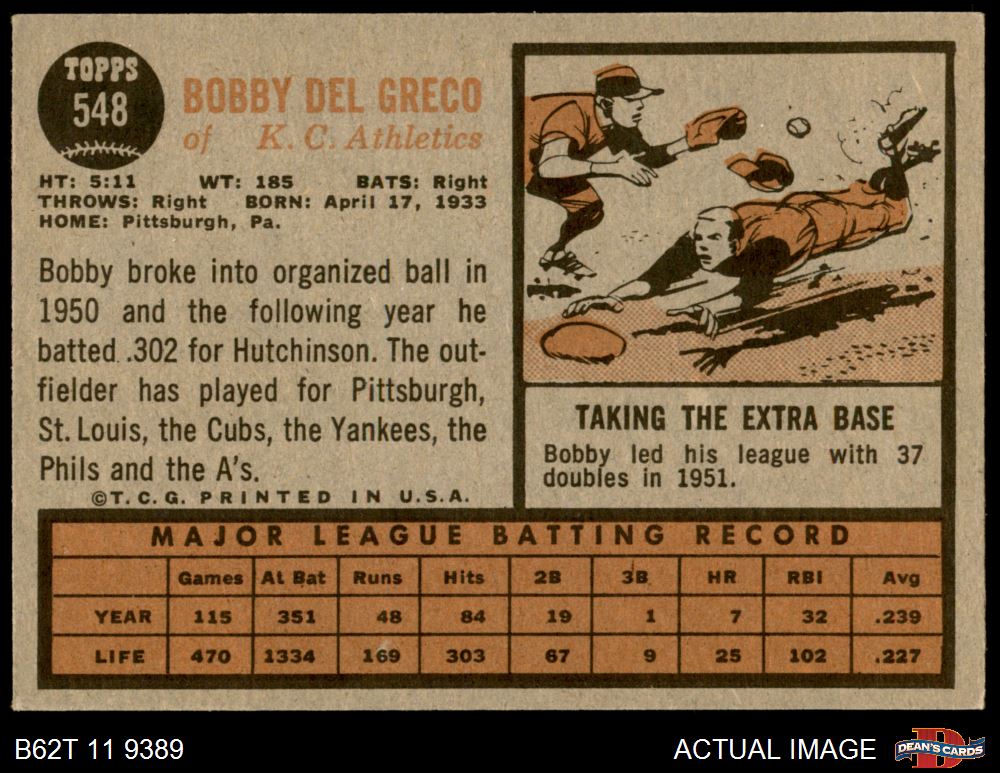 TOPPS
548
BOBBY DEL GRECO
of K. C. Athletics
HT: 5:11 WT: 185 BATS: Right
THROWS: Right BORN: April 17, 1933
HOME: Pittsburgh, Pa.
Bobby broke into organized ball in
1950 and the following year he
batted .302 for Hutchinson. The out-
fielder has played for Pittsburgh,
St. Louis, the Cubs, the Yankees, the
Phils and the A's.
©T.C.G. PRINTED IN U.S.A.
TAKING THE EXTRA BASE
Bobby led his league with 37
doubles in 1951.
MAJOR LEAGUE BATTING RECORD
Games At Bat Runs Hits 2B 3B HR RBI Avg
YEAR 115 351 48 84 19 1 7 32 .239
LIFE 470 1334 169 303 67 9 25 102 .227
B62T 11 9389 ACTUAL IMAGE
D
DEAN'S CARDS